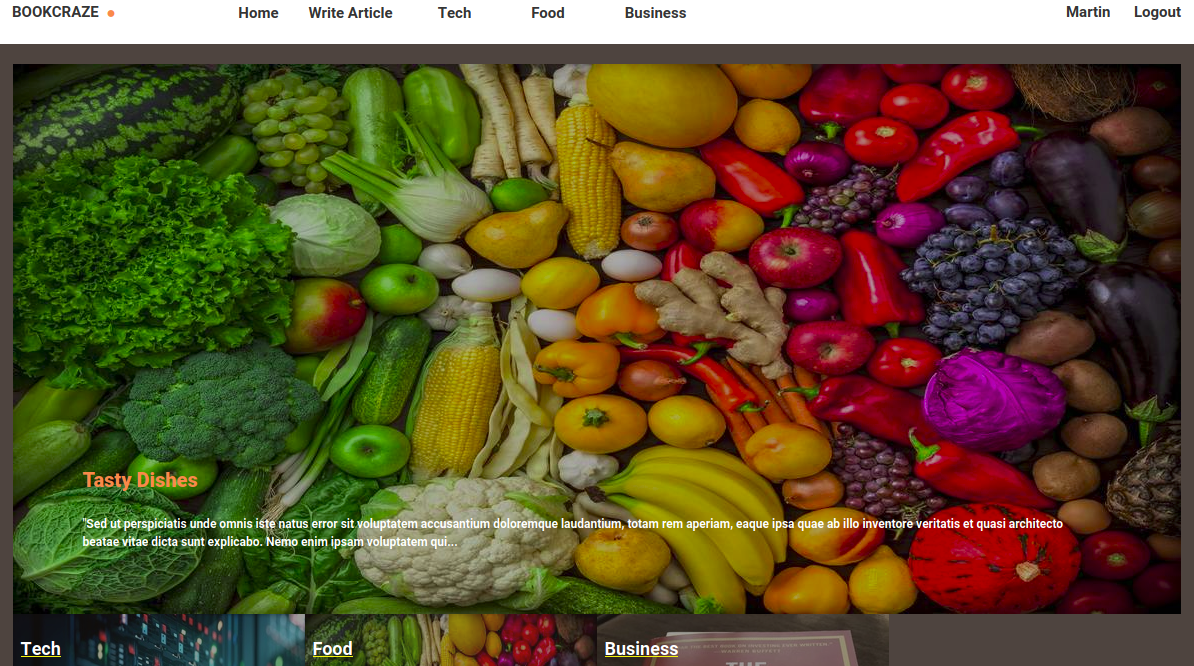 BOOKCRAZE
Home Write Article Tech Food Business
Martin Logout
Tasty Dishes
"Sed ut perspiciatis unde omnis iste natus error sit voluptatem accusantium doloremque laudantium, totam rem aperiam, eaque ipsa quae ab illo inventore veritatis et quasi architecto
beatae vitae dicta sunt explicabo. Nemo enim ipsam voluptatem qui...
Tech Food Business
THE